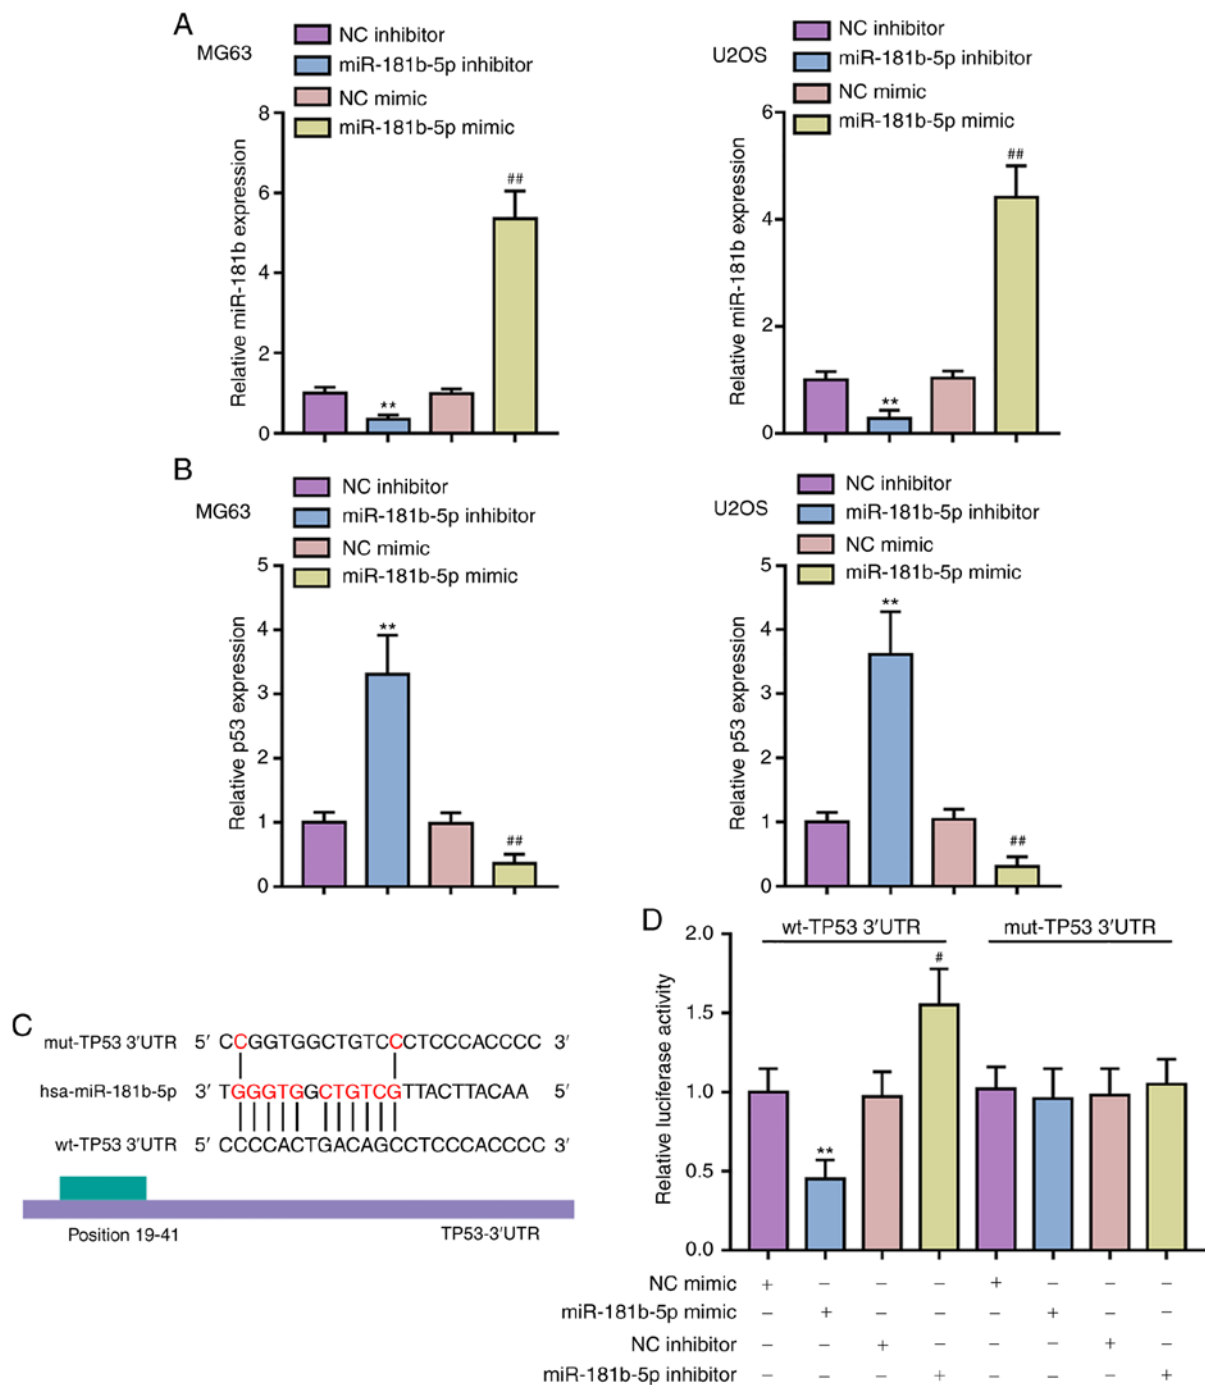 A
MG63
NC inhibitor
miR-181b-5p inhibitor
NC mimic
miR-181b-5p mimic
Relative miR-181b expression
8
6
4
2
0
**
##
U2OS
NC inhibitor
miR-181b-5p inhibitor
NC mimic
miR-181b-5p mimic
Relative miR-181b expression
6
4
2
0
**
##
B
MG63
NC inhibitor
miR-181b-5p inhibitor
NC mimic
miR-181b-5p mimic
Relative p53 expression
5
4
3
2
1
0
**
##
U2OS
NC inhibitor
miR-181b-5p inhibitor
NC mimic
miR-181b-5p mimic
Relative p53 expression
5
4
3
2
1
0
**
##
C
mut-TP53 3′UTR 5′ CCGGTGGCTGTCCCTCCCACCCC 3′
hsa-miR-181b-5p 3′ TGGGTGGCTGTCGTTACTTACAA 5′
wt-TP53 3′UTR 5′ CCCCACTGACAGCCTCCCACCCC 3′
Position 19-41
TP53-3′UTR
D
wt-TP53 3′UTR
mut-TP53 3′UTR
Relative luciferase activity
2.0
1.5
1.0
0.5
0.0
**
#
NC mimic + − − − + − − −
miR-181b-5p mimic − + − − − + − −
NC inhibitor − − + − − − + −
miR-181b-5p inhibitor − − − + − − − +